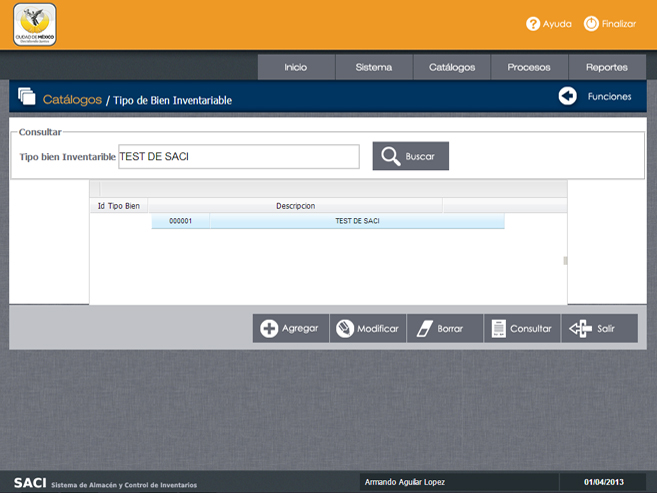 CIUDAD DE MÉXICO
Ayuda
Finalizar
Inicio
Sistema
Catálogos
Procesos
Reportes
Catálogos / Tipo de Bien Inventariable
Funciones
Consultar
Tipo bien Inventarible TEST DE SACI
Buscar
Id Tipo Bien Descripcion
000001 TEST DE SACI
Agregar
Modificar
Borrar
Consultar
Salir
SACI Sistema de Almacén y Control de Inventarios
Armando Aguilar Lopez
01/04/2013